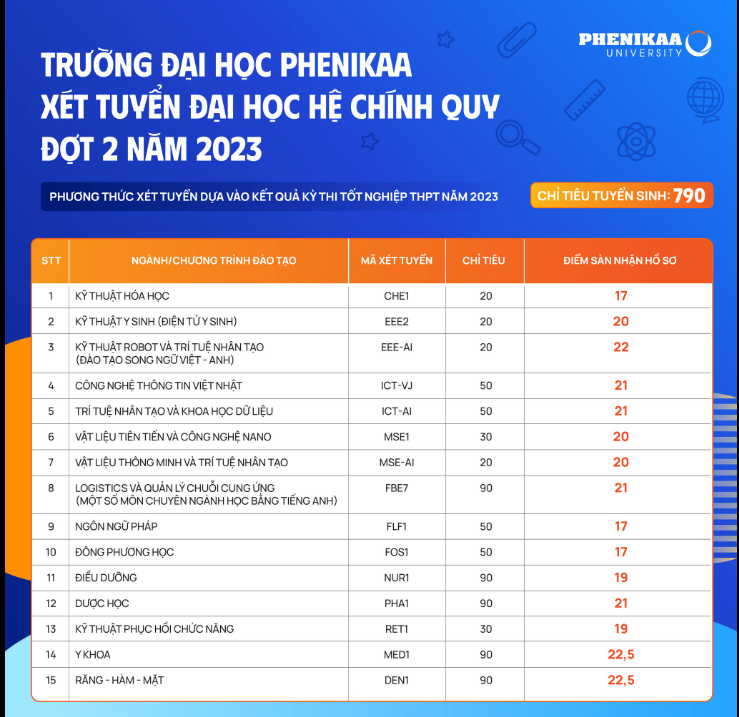 PHENIKAA
UNIVERSITY
TRƯỜNG ĐẠI HỌC PHENIKAA
XÉT TUYỂN ĐẠI HỌC HỆ CHÍNH QUY
ĐỢT 2 NĂM 2023
PHƯƠNG THỨC XÉT TUYỂN DỰA VÀO KẾT QUẢ KỲ THI TỐT NGHIỆP THPT NĂM 2023 CHỈ TIÊU TUYỂN SINH: 790
STT NGÀNH/CHƯƠNG TRÌNH ĐÀO TẠO MÃ XÉT TUYỂN CHỈ TIÊU ĐIỂM SÀN NHẬN HỒ SƠ
1 KỸ THUẬT HÓA HỌC CHE1 20 17
2 KỸ THUẬT Y SINH (ĐIỆN TỬ Y SINH) EEE2 20 20
3 KỸ THUẬT ROBOT VÀ TRÍ TUỆ NHÂN TẠO EEE-AI 20 22
(ĐÀO TẠO SONG NGỮ VIỆT - ANH)
4 CÔNG NGHỆ THÔNG TIN VIỆT NHẬT ICT-VJ 50 21
5 TRÍ TUỆ NHÂN TẠO VÀ KHOA HỌC DỮ LIỆU ICT-AI 50 21
6 VẬT LIỆU TIÊN TIẾN VÀ CÔNG NGHỆ NANO MSE1 30 20
7 VẬT LIỆU THÔNG MINH VÀ TRÍ TUỆ NHÂN TẠO MSE-AI 20 20
8 LOGISTICS VÀ QUẢN LÝ CHUỖI CUNG ỨNG FBE7 90 21
(MỘT SỐ MÔN CHUYÊN NGÀNH HỌC BẰNG TIẾNG ANH)
9 NGÔN NGỮ PHÁP FLF1 50 17
10 ĐÔNG PHƯƠNG HỌC FOS1 50 17
11 ĐIỀU DƯỠNG NUR1 90 19
12 DƯỢC HỌC PHA1 90 21
13 KỸ THUẬT PHỤC HỒI CHỨC NĂNG RET1 30 19
14 Y KHOA MED1 90 22,5
15 RĂNG - HÀM - MẶT DEN1 90 22,5